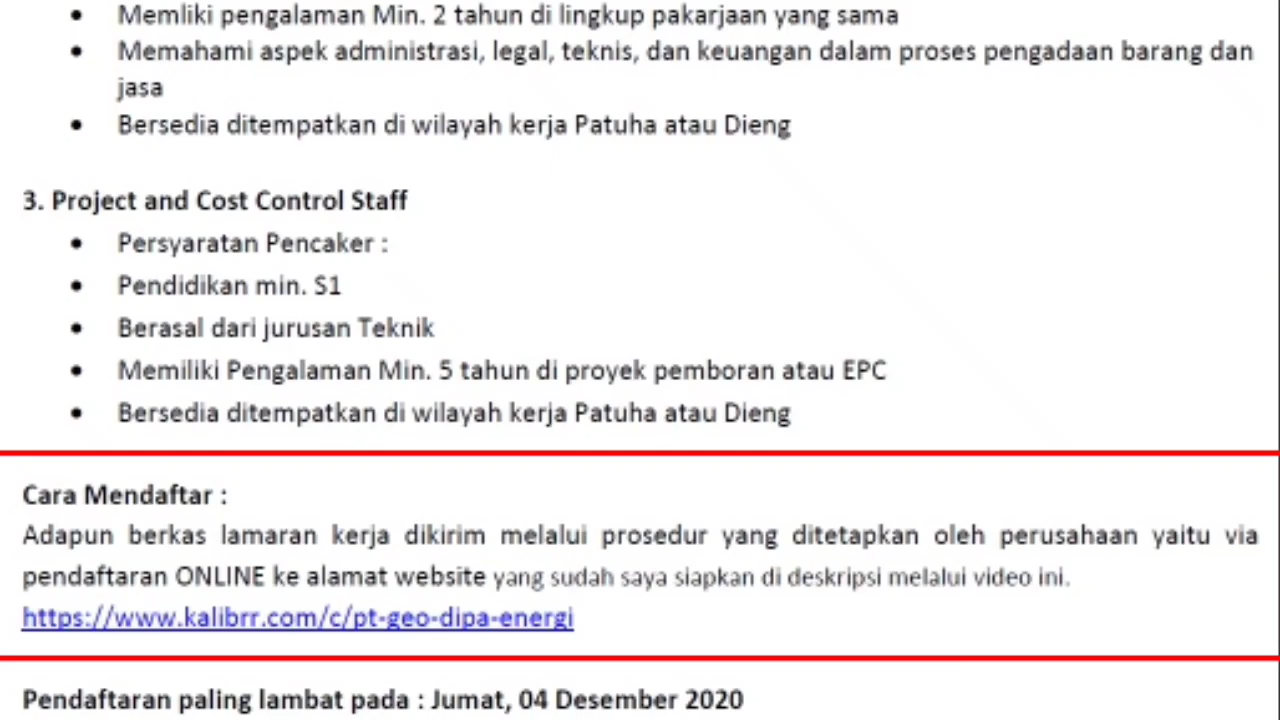 • Memliki pengalaman Min. 2 tahun di lingkup pakarjaan yang sama
• Memahami aspek administrasi, legal, teknis, dan keuangan dalam proses pengadaan barang dan
jasa
• Bersedia ditempatkan di wilayah kerja Patuha atau Dieng
3. Project and Cost Control Staff
• Persyaratan Pencaker :
• Pendidikan min. S1
• Berasal dari jurusan Teknik
• Memiliki Pengalaman Min. 5 tahun di proyek pemboran atau EPC
• Bersedia ditempatkan di wilayah kerja Patuha atau Dieng
Cara Mendaftar :
Adapun berkas lamaran kerja dikirim melalui prosedur yang ditetapkan oleh perusahaan yaitu via
pendaftaran ONLINE ke alamat website yang sudah saya siapkan di deskripsi melalui video ini.
https://www.kalibrr.com/c/pt-geo-dipa-energi
Pendaftaran paling lambat pada : Jumat, 04 Desember 2020